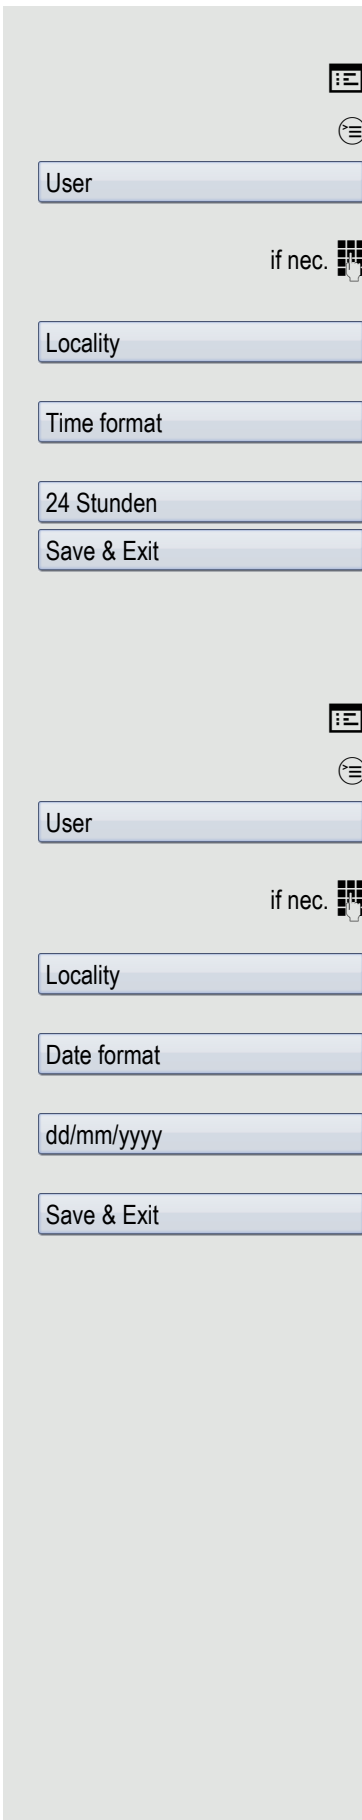 User
if nec.
Locality
Time format
24 Stunden
Save & Exit
User
if nec.
Locality
Date format
dd/mm/yyyy
Save & Exit